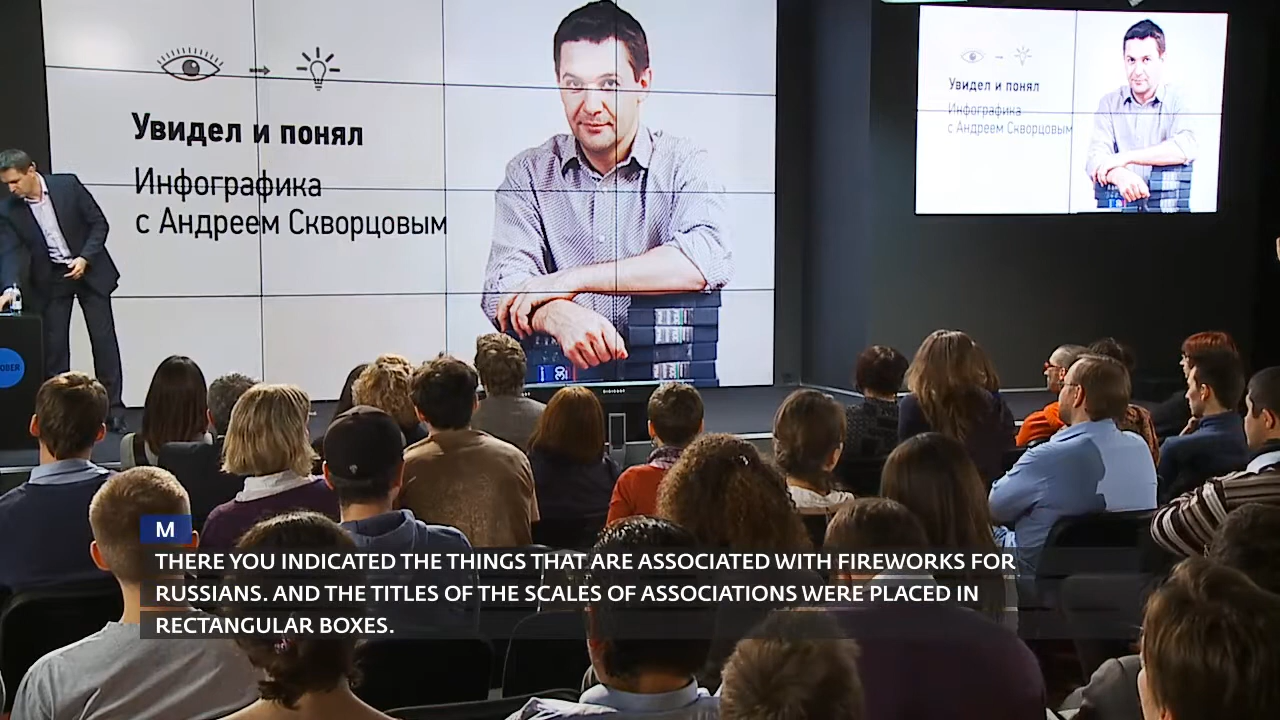 Увидел и понял
Инфографика
с Андреем Скворцовым
Увидел и понял
Инфографика
с Андреем Скворцовым
M
THERE YOU INDICATED THE THINGS THAT ARE ASSOCIATED WITH FIREWORKS FOR
RUSSIANS. AND THE TITLES OF THE SCALES OF ASSOCIATIONS WERE PLACED IN
RECTANGULAR BOXES.